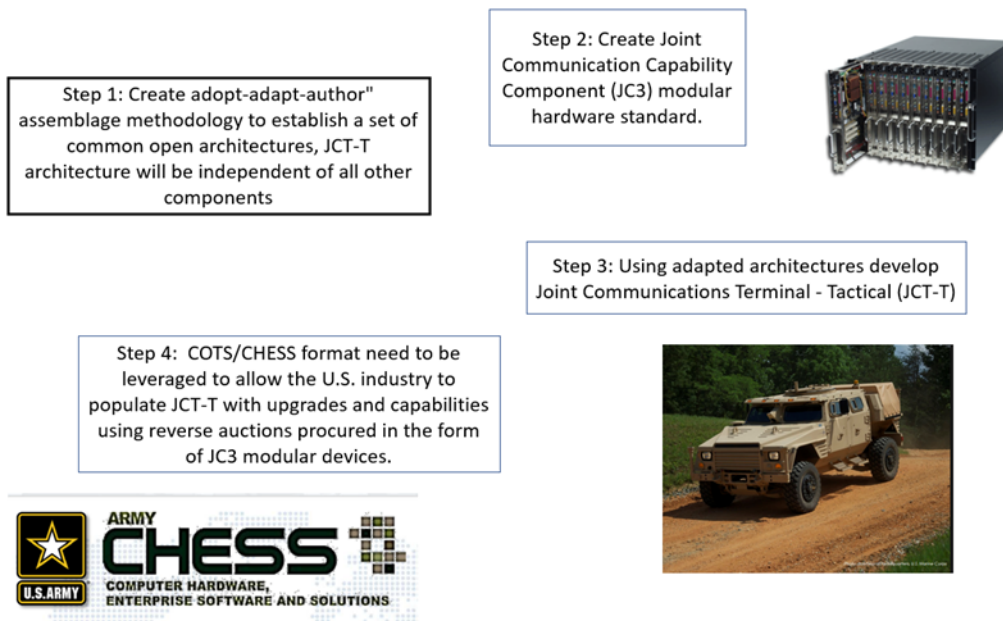 Step 1: Create adopt-adapt-author"
assemblage methodology to establish a set of
common open architectures, JCT-T
architecture will be independent of all other
components
Step 2: Create Joint
Communication Capability
Component (JC3) modular
hardware standard.
Step 3: Using adapted architectures develop
Joint Communications Terminal - Tactical (JCT-T)
Step 4:  COTS/CHESS format need to be
leveraged to allow the U.S. industry to
populate JCT-T with upgrades and capabilities
using reverse auctions procured in the form
of JC3 modular devices.
U.S.ARMY
ARMY
CHESS
COMPUTER HARDWARE,
ENTERPRISE SOFTWARE AND SOLUTIONS